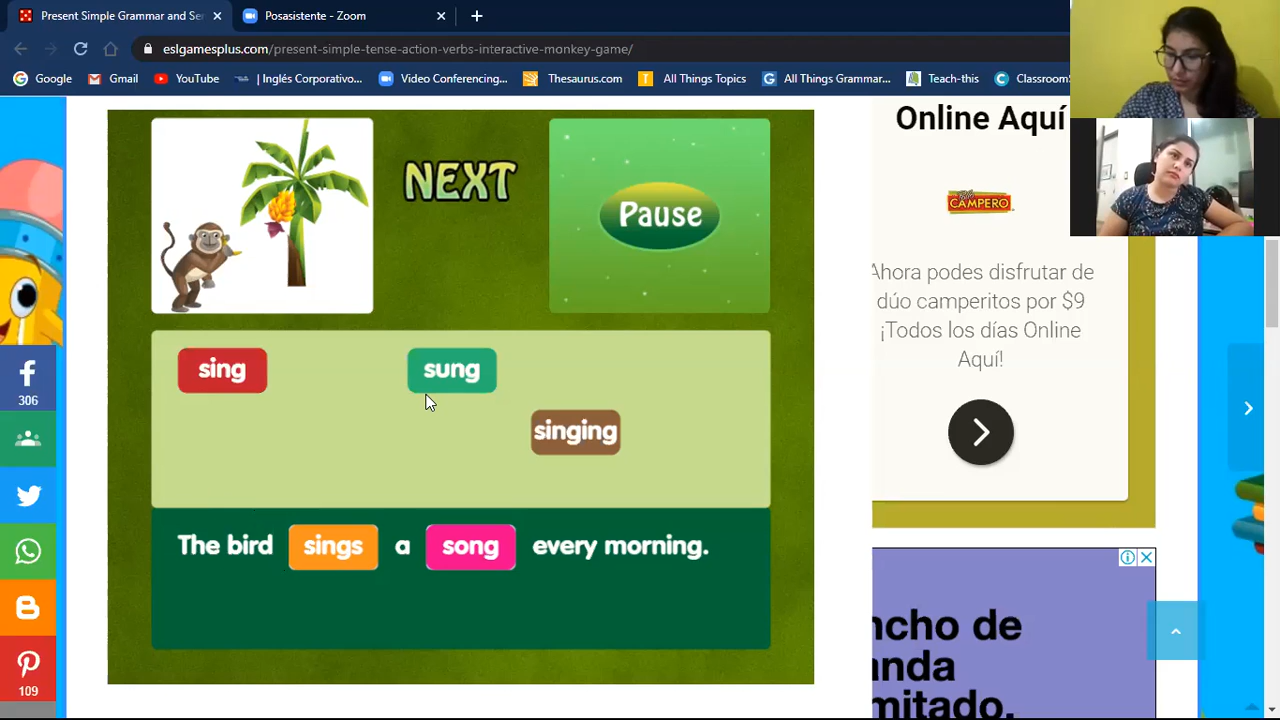 Present Simple Grammar and Se
Posasistente - Zoom
eslgamesplus.com/present-simple-tense-action-verbs-interactive-monkey-game/
Google
Gmail
YouTube
| Inglés Corporativo...
Video Conferencing...
Thesaurus.com
All Things Topics
All Things Grammar...
Teach-this
ClassroomS
NEXT
Pause
sing
sung
singing
The bird sings a song every morning.
306
109
Online Aquí
Pollo
CAMPERO
Ahora podes disfrutar de
dúo camperitos por $9
¡Todos los días Online
Aquí!
ncho de
anda
mitado.